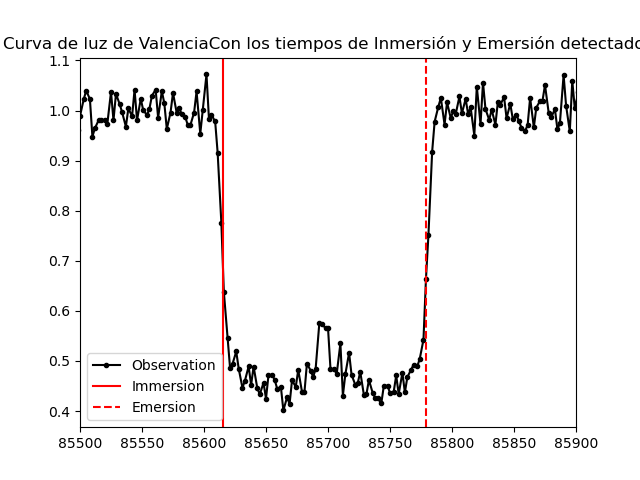 Curva de luz de ValenciaCon los tiempos de Inmersión y Emersión detectado
1.1
1.0
0.9
0.8
0.7
0.6
0.5
0.4
Observation
Immersion
Emersion
85500 85550 85600 85650 85700 85750 85800 85850 85900